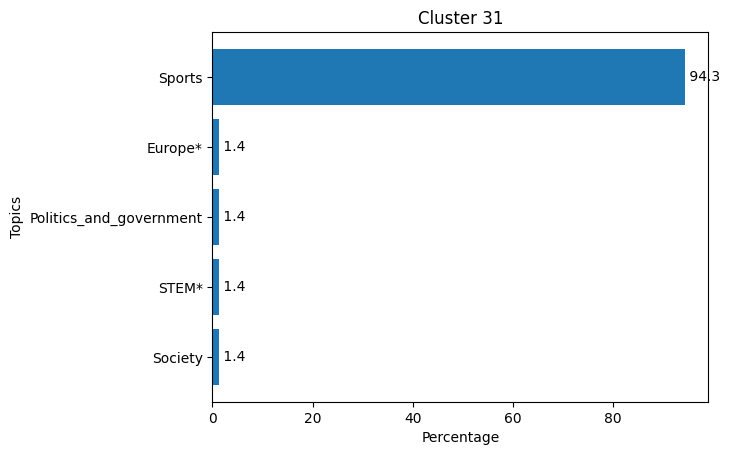 Cluster 31
Sports 94.3
Europe* 1.4
Politics_and_government 1.4
STEM* 1.4
Society 1.4
Topics
0 20 40 60 80
Percentage